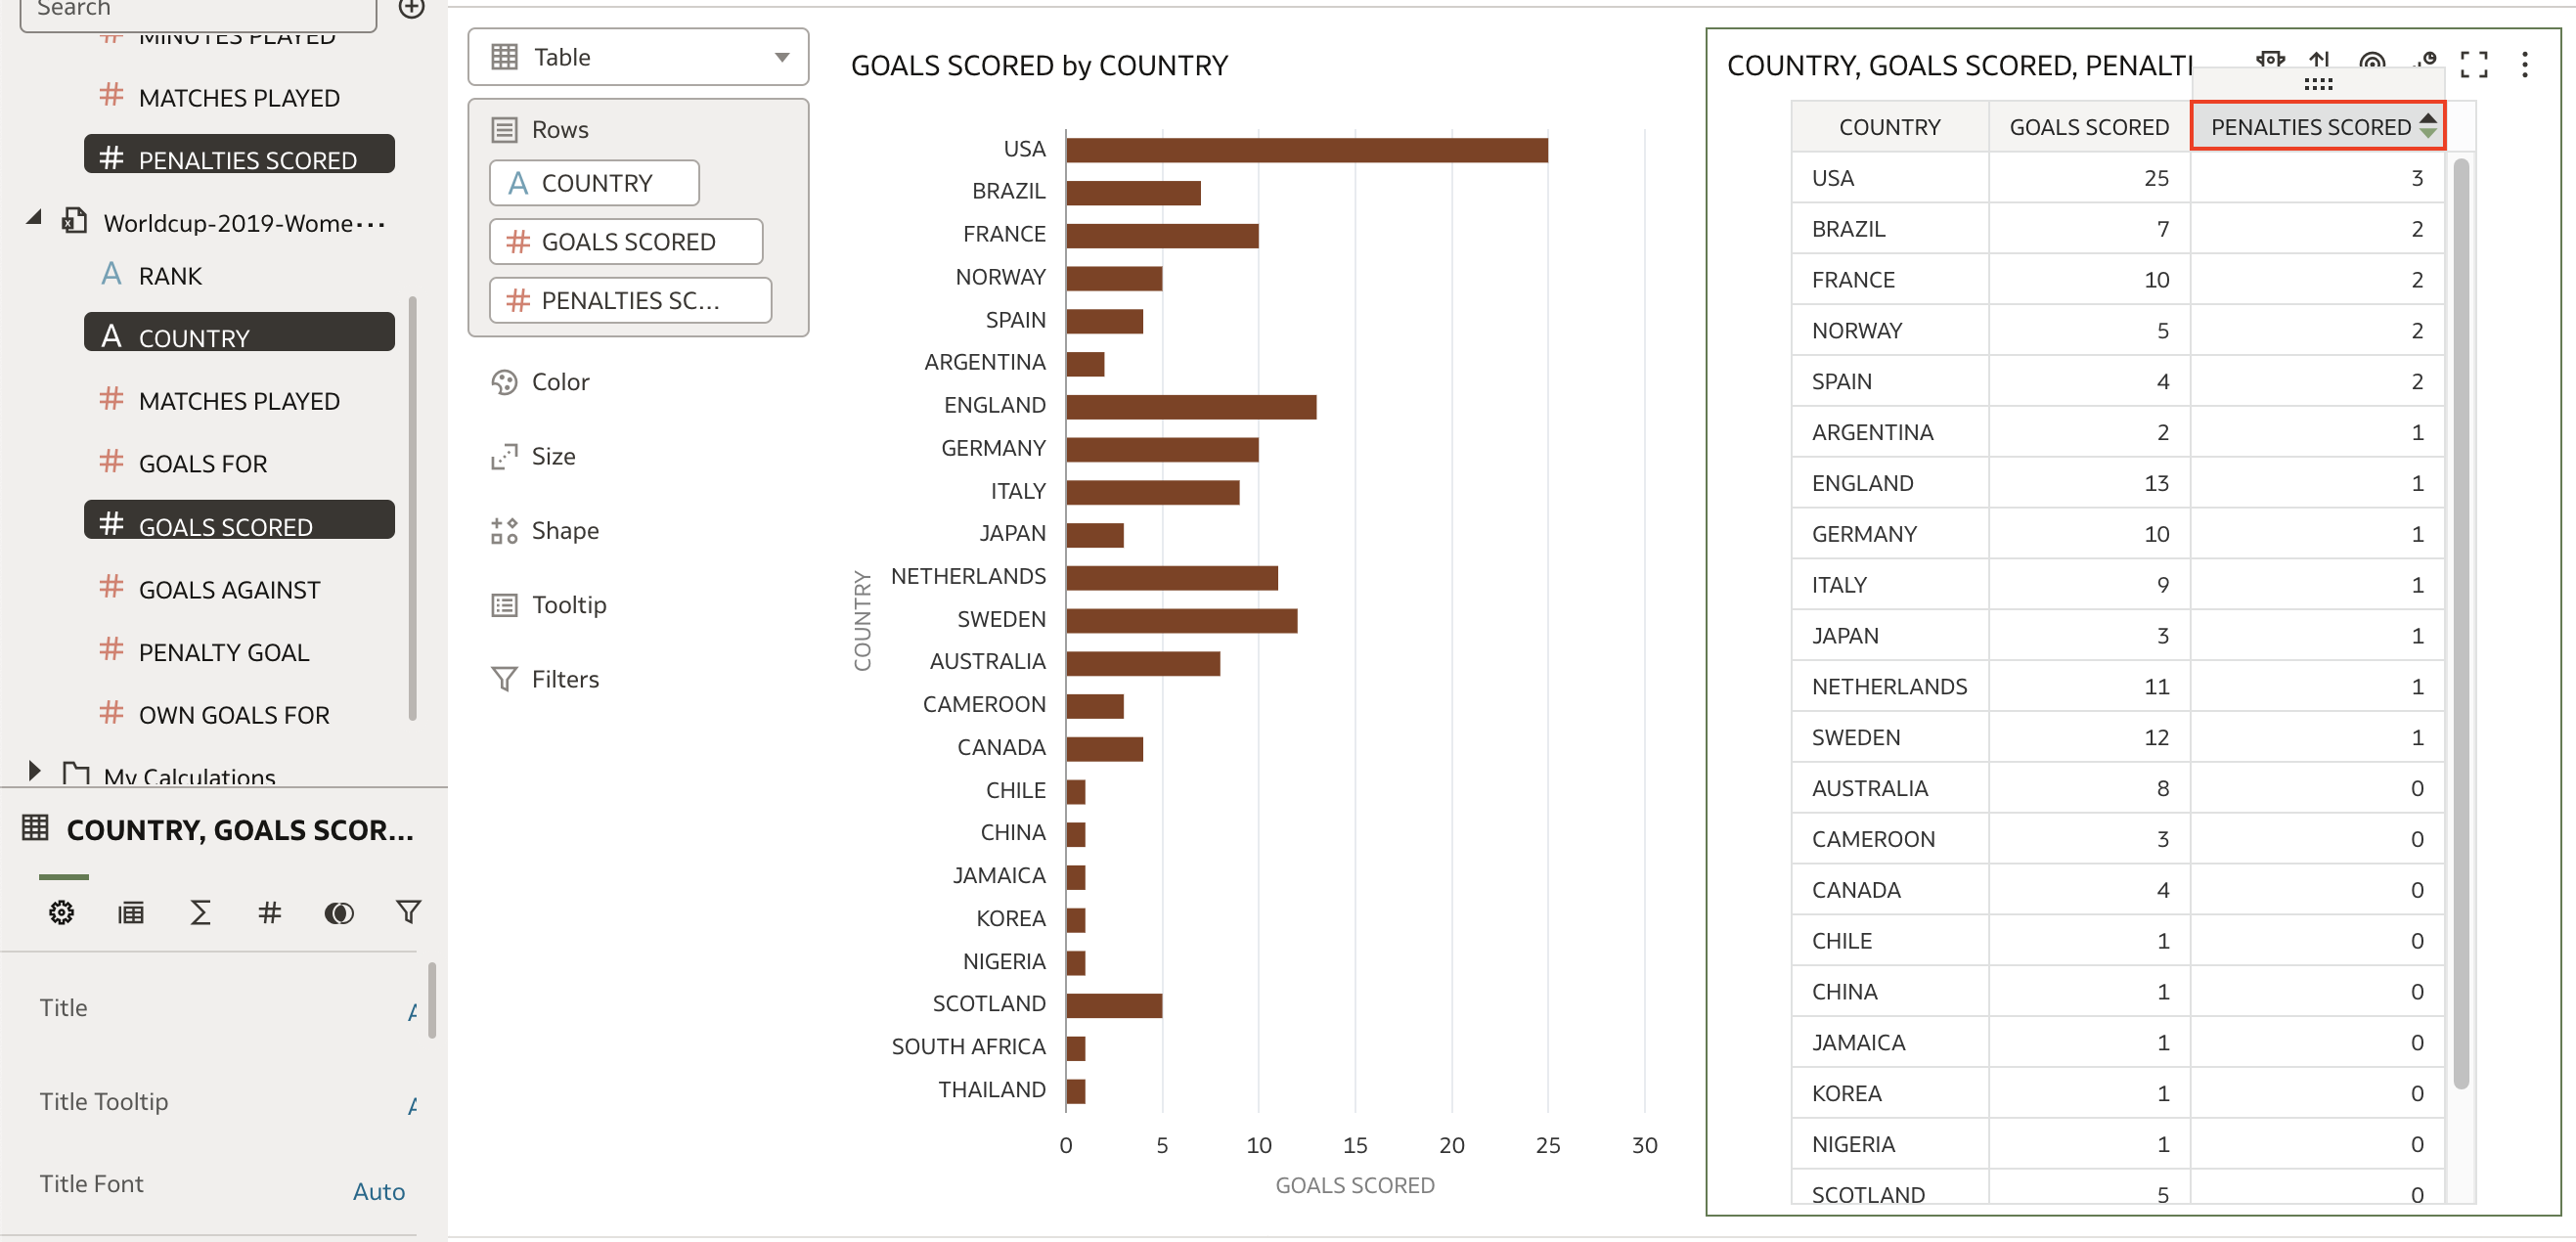 Search
MINUTES PLAYED
# MATCHES PLAYED
# PENALTIES SCORED
Worldcup-2019-Wome···
A RANK
A COUNTRY
# MATCHES PLAYED
# GOALS FOR
# GOALS SCORED
# GOALS AGAINST
# PENALTY GOAL
# OWN GOALS FOR
My Calculations
COUNTRY, GOALS SCOR...
#
Title
A
Title Tooltip
A
Title Font
Auto
Table
Rows
A COUNTRY
# GOALS SCORED
# PENALTIES SC...
Color
Size
Shape
Tooltip
Filters
GOALS SCORED by COUNTRY
COUNTRY
USA
BRAZIL
FRANCE
NORWAY
SPAIN
ARGENTINA
ENGLAND
GERMANY
ITALY
JAPAN
NETHERLANDS
SWEDEN
AUSTRALIA
CAMEROON
CANADA
CHILE
CHINA
JAMAICA
KOREA
NIGERIA
SCOTLAND
SOUTH AFRICA
THAILAND
0 5 10 15 20 25 30
GOALS SCORED
COUNTRY, GOALS SCORED, PENALTI
COUNTRY GOALS SCORED PENALTIES SCORED
USA 25 3
BRAZIL 7 2
FRANCE 10 2
NORWAY 5 2
SPAIN 4 2
ARGENTINA 2 1
ENGLAND 13 1
GERMANY 10 1
ITALY 9 1
JAPAN 3 1
NETHERLANDS 11 1
SWEDEN 12 1
AUSTRALIA 8 0
CAMEROON 3 0
CANADA 4 0
CHILE 1 0
CHINA 1 0
JAMAICA 1 0
KOREA 1 0
NIGERIA 1 0
SCOTLAND 5 0